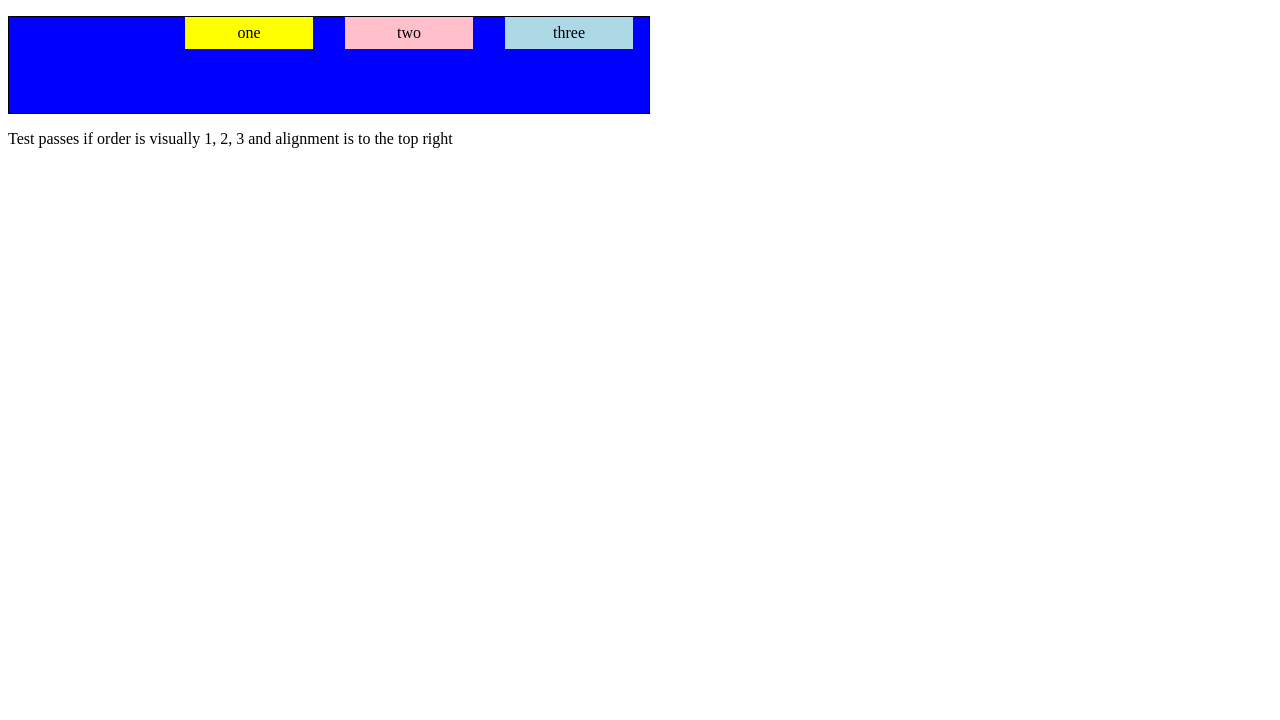 one two three
Test passes if order is visually 1, 2, 3 and alignment is to the top right